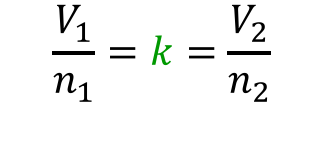 V₁/n₁ = k = V₂/n₂